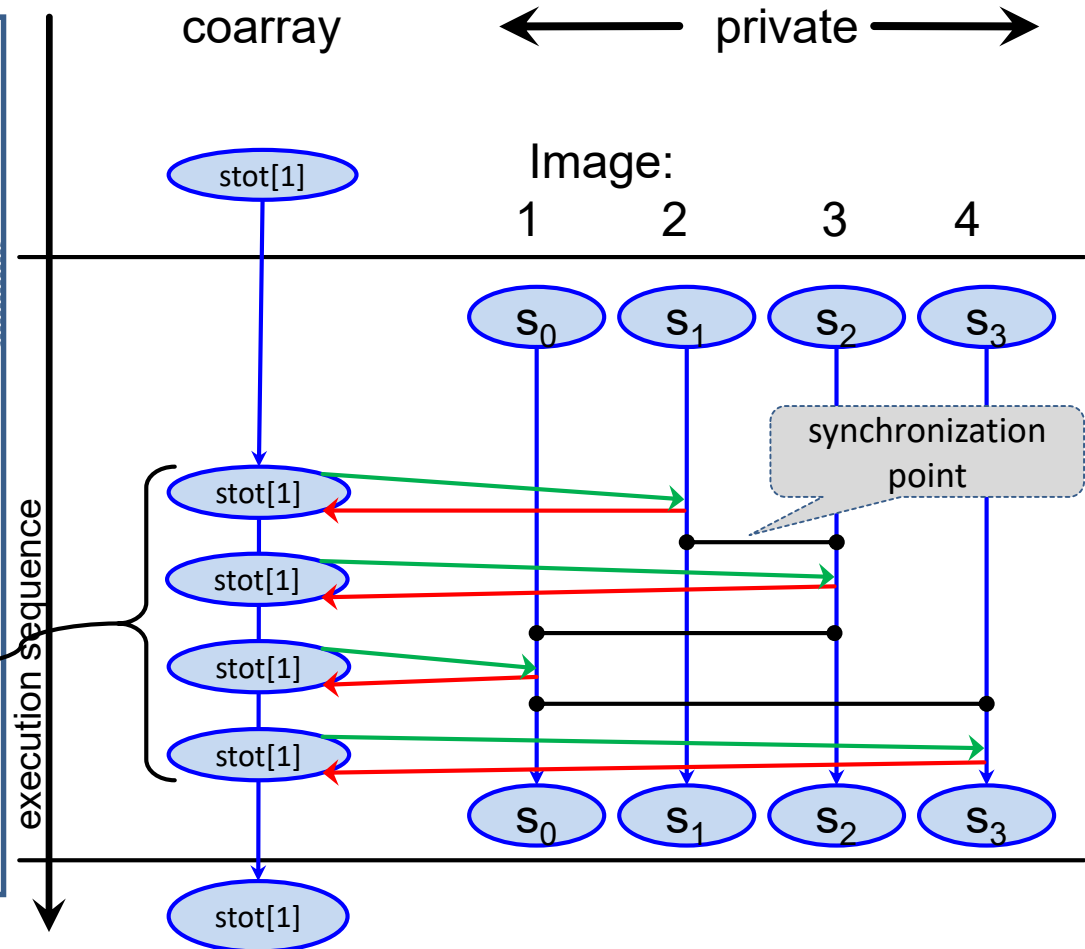 coarray
private
stot[1]
Image:
1 2 3 4
s0 s1 s2 s3
synchronization
point
stot[1]
stot[1]
stot[1]
stot[1]
execution sequence
s0 s1 s2 s3
stot[1]